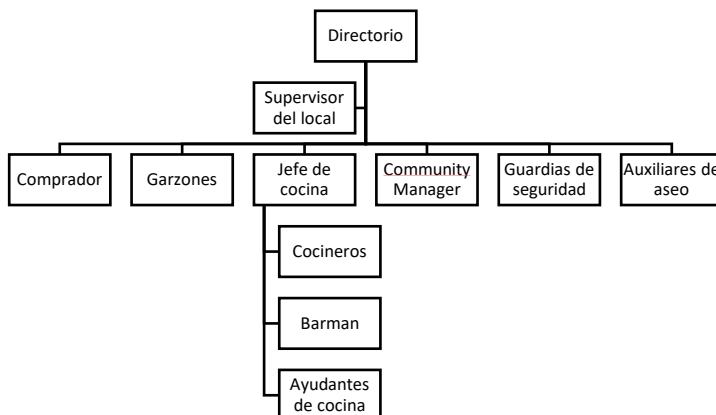 Directorio
Supervisor
del local
Comprador
Garzones
Jefe de
cocina
Community
Manager
Guardias de
seguridad
Auxiliares de
aseo
Cocineros
Barman
Ayudantes
de cocina